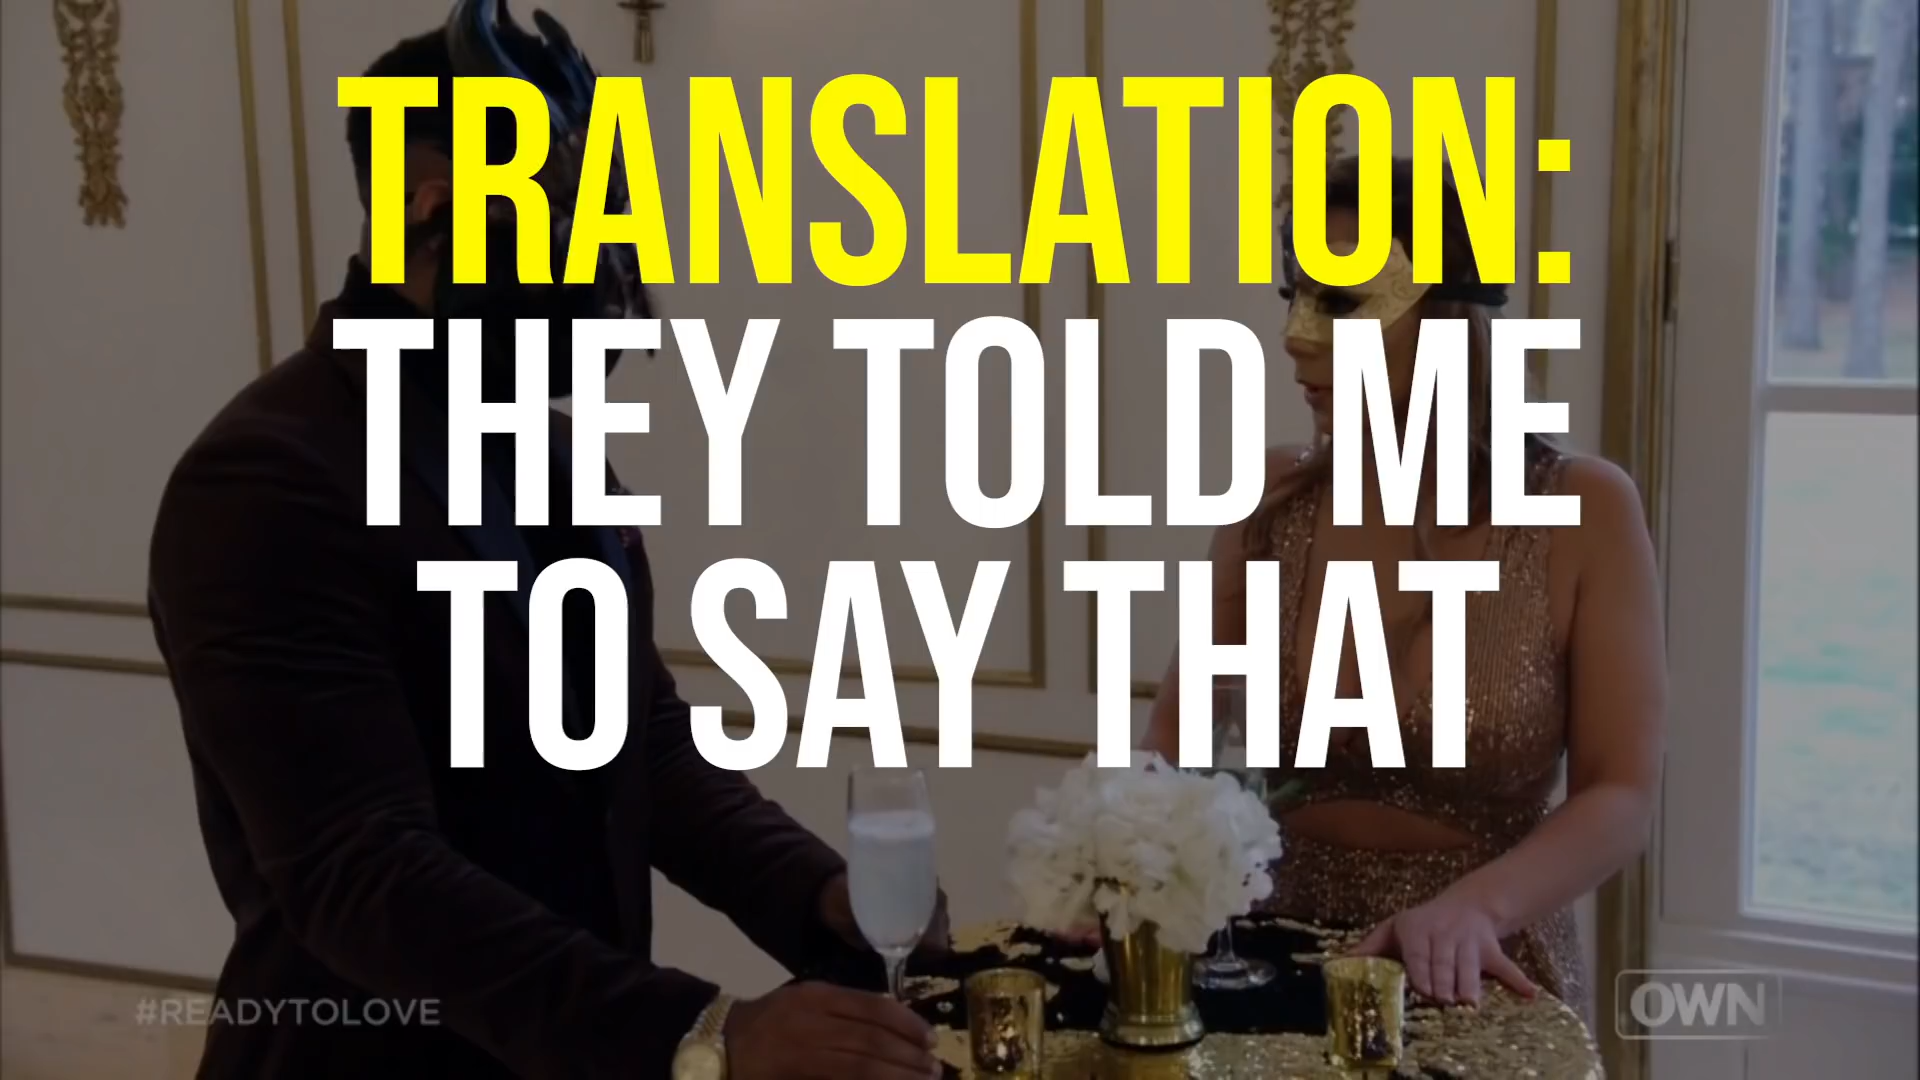 TRANSLATION:
THEY TOLD ME
TO SAY THAT
#READYTOLOVE
OWN